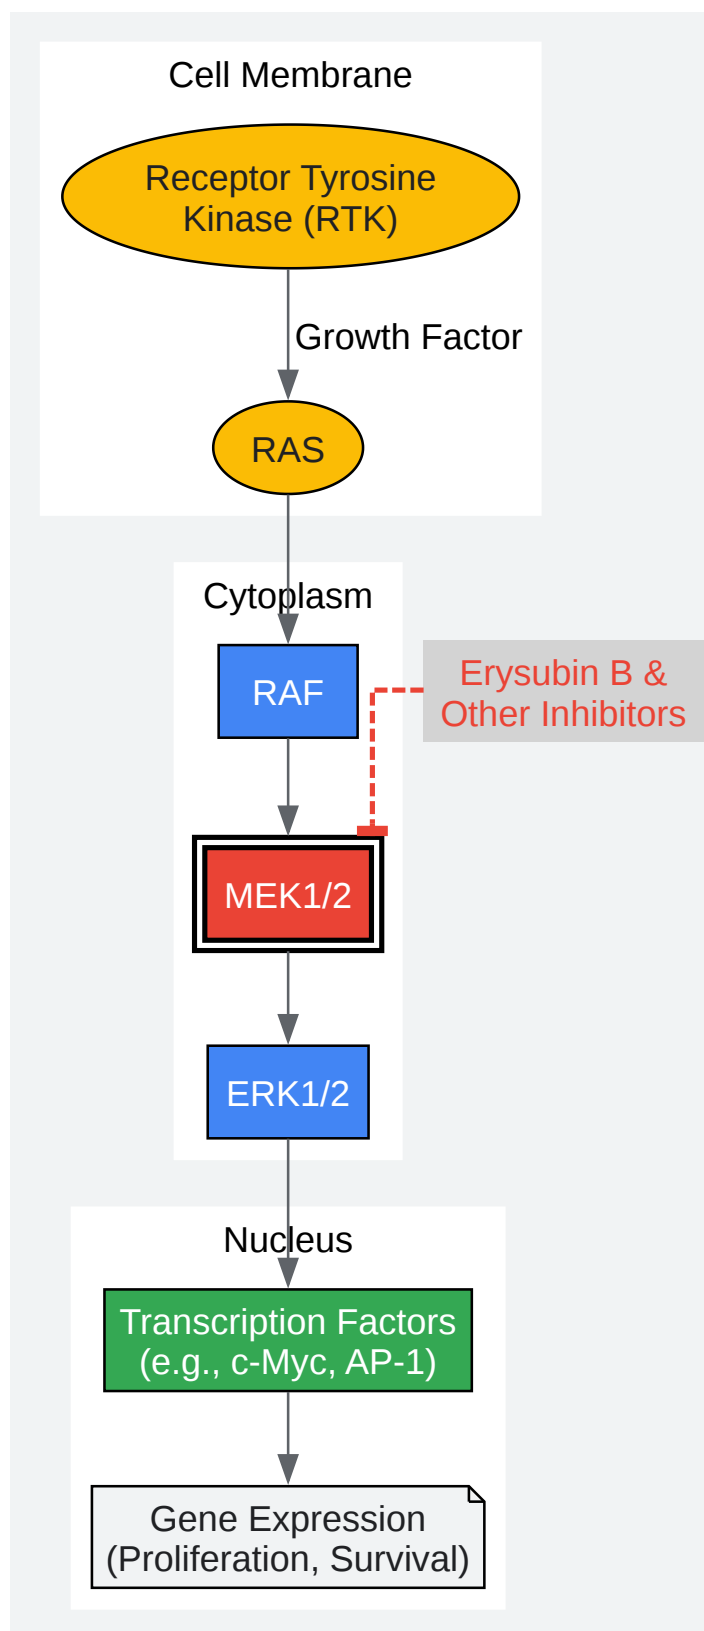 Cell Membrane
Receptor Tyrosine
Kinase (RTK)
Growth Factor
RAS
Cytoplasm
RAF
Erysubin B &
Other Inhibitors
MEK1/2
ERK1/2
Nucleus
Transcription Factors
(e.g., c-Myc, AP-1)
Gene Expression
(Proliferation, Survival)